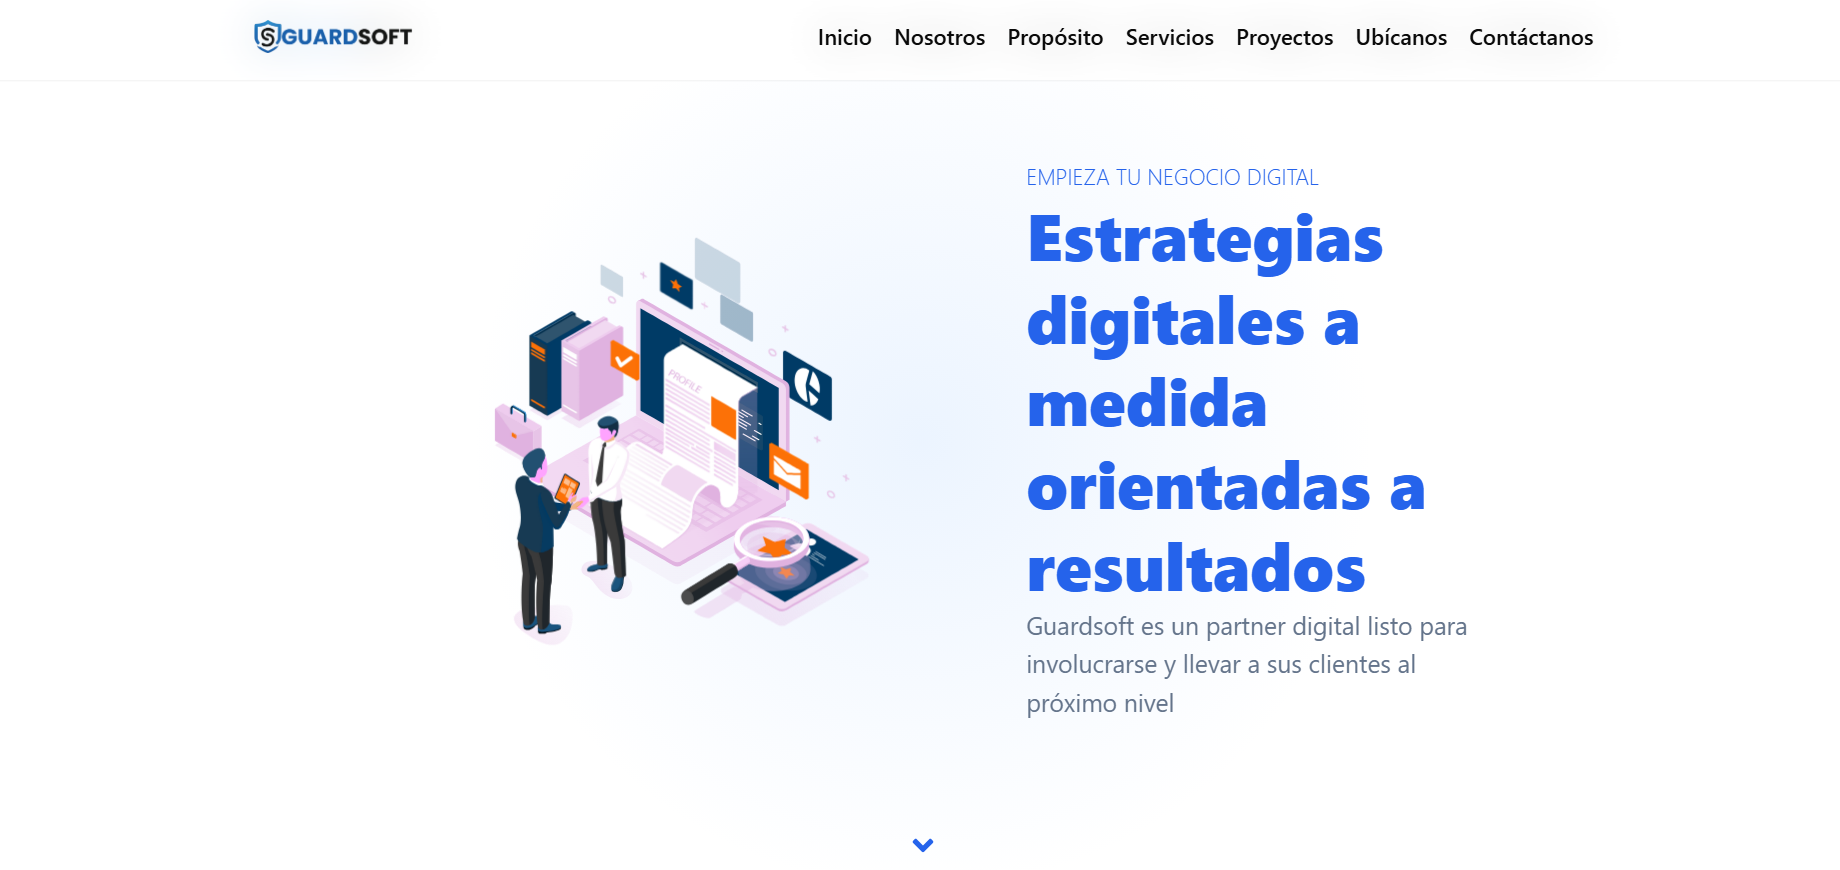 GUARDSOFT
Inicio Nosotros Propósito Servicios Proyectos Ubícanos Contáctanos
EMPIEZA TU NEGOCIO DIGITAL
Estrategias
digitales a
medida
orientadas a
resultados
Guardsoft es un partner digital listo para
involucrarse y llevar a sus clientes al
próximo nivel
PROFILE